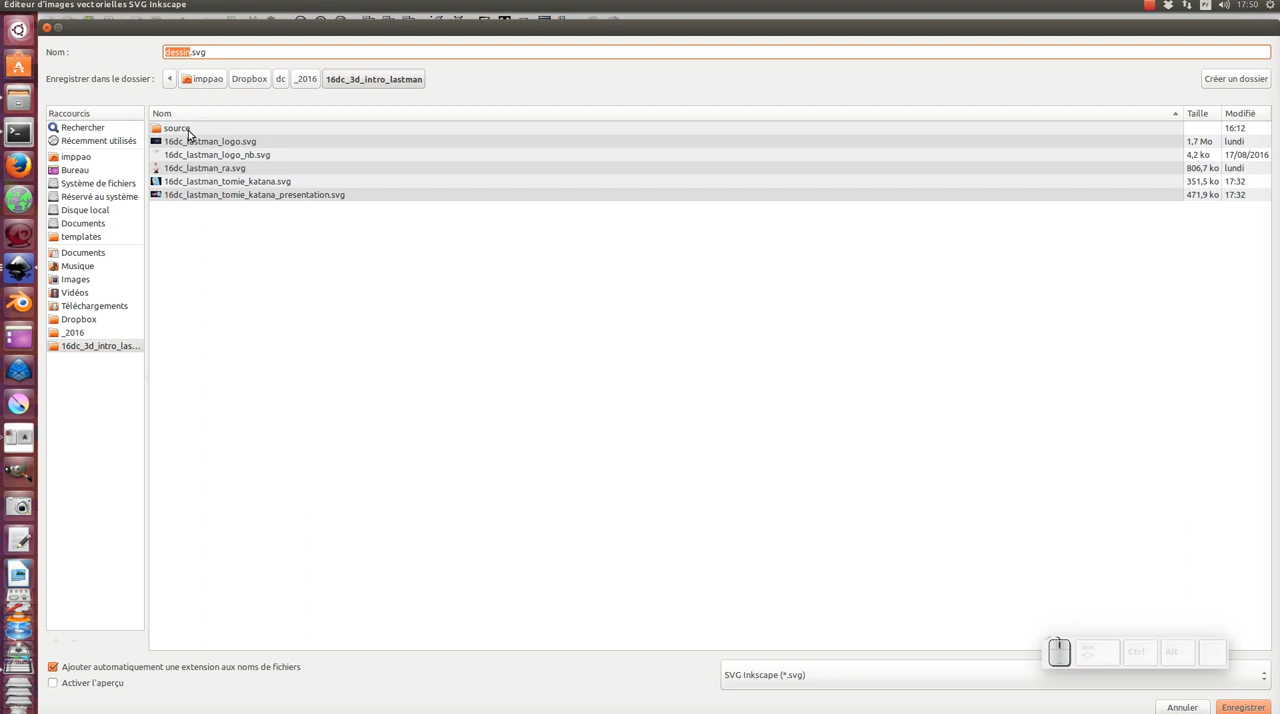 Éditeur d'images vectorielles SVG Inkscape
Fr
17:50
Nom :
dessin.svg
Enregistrer dans le dossier :
imppao
Dropbox
dc
_2016
16dc_3d_intro_lastman
Créer un dossier
Raccourcis
Rechercher
Récemment utilisés
imppao
Bureau
Système de fichiers
Réservé au système
Disque local
Documents
templates
Documents
Musique
Images
Vidéos
Téléchargements
Dropbox
_2016
16dc_3d_intro_las...
Nom Taille Modifié
source 16:12
16dc_lastman_logo.svg 1,7 Mo lundi
16dc_lastman_logo_nb.svg 4,2 ko 17/08/2016
16dc_lastman_ra.svg 806,7 ko lundi
16dc_lastman_tomie_katana.svg 351,5 ko 17:32
16dc_lastman_tomie_katana_presentation.svg 471,9 ko 17:32
Ctrl
Alt
Ajouter automatiquement une extension aux noms de fichiers
Activer l'aperçu
SVG Inkscape (*.svg)
Annuler
Enregistrer